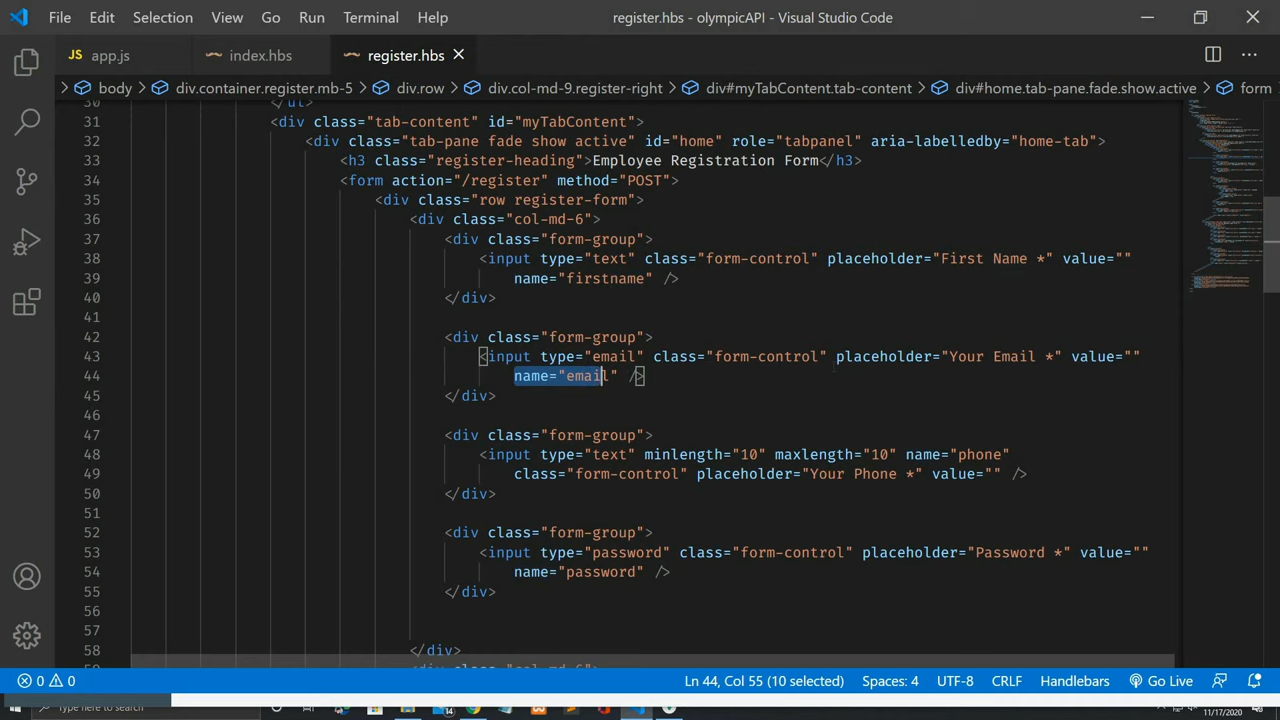 File Edit Selection View Go Run Terminal Help register.hbs - olympicAPI - Visual Studio Code
JS app.js index.hbs register.hbs
body div.container.register.mb-5 div.row div.col-md-9.register-right div#myTabContent.tab-content div#home.tab-pane.fade.show.active form
30 </ul>
31 <div class="tab-content" id="myTabContent">
32 <div class="tab-pane fade show active" id="home" role="tabpanel" aria-labelledby="home-tab">
33 <h3 class="register-heading">Employee Registration Form</h3>
34 <form action="/register" method="POST">
35 <div class="row register-form">
36 <div class="col-md-6">
37 <div class="form-group">
38 <input type="text" class="form-control" placeholder="First Name *" value=""
39 name="firstname" />
40 </div>
41
42 <div class="form-group">
43 <input type="email" class="form-control" placeholder="Your Email *" value=""
44 name="email" />
45 </div>
46
47 <div class="form-group">
48 <input type="text" minlength="10" maxlength="10" name="phone"
49 class="form-control" placeholder="Your Phone *" value="" />
50 </div>
51
52 <div class="form-group">
53 <input type="password" class="form-control" placeholder="Password *" value=""
54 name="password" />
55 </div>
56
57
58 </div>
59 <div class="col-md-6">
0 0 Ln 44, Col 55 (10 selected) Spaces: 4 UTF-8 CRLF Handlebars Go Live
Type here to search 11/17/2020